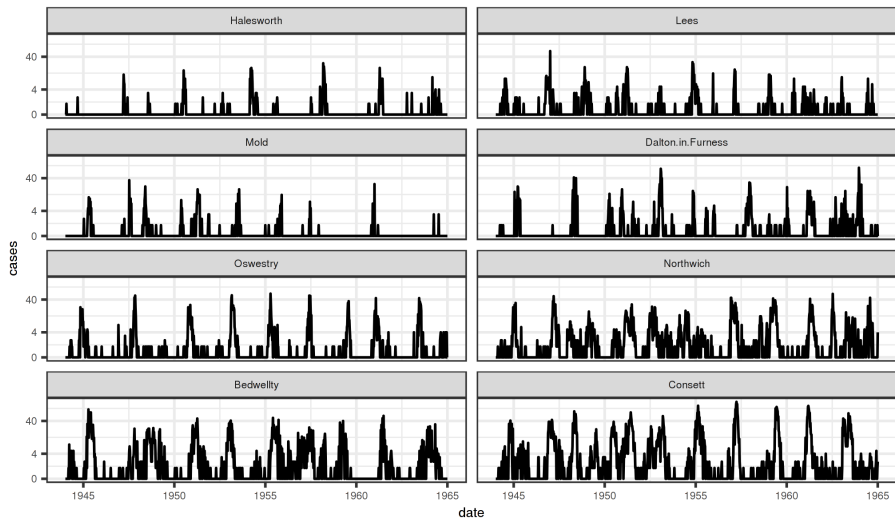 Halesworth
Lees
40
4
0
Mold
Dalton.in.Furness
40
4
0
cases
Oswestry
Northwich
40
4
0
Bedwellty
Consett
40
4
0
1945 1950 1955 1960 1965 1945 1950 1955 1960 1965
date